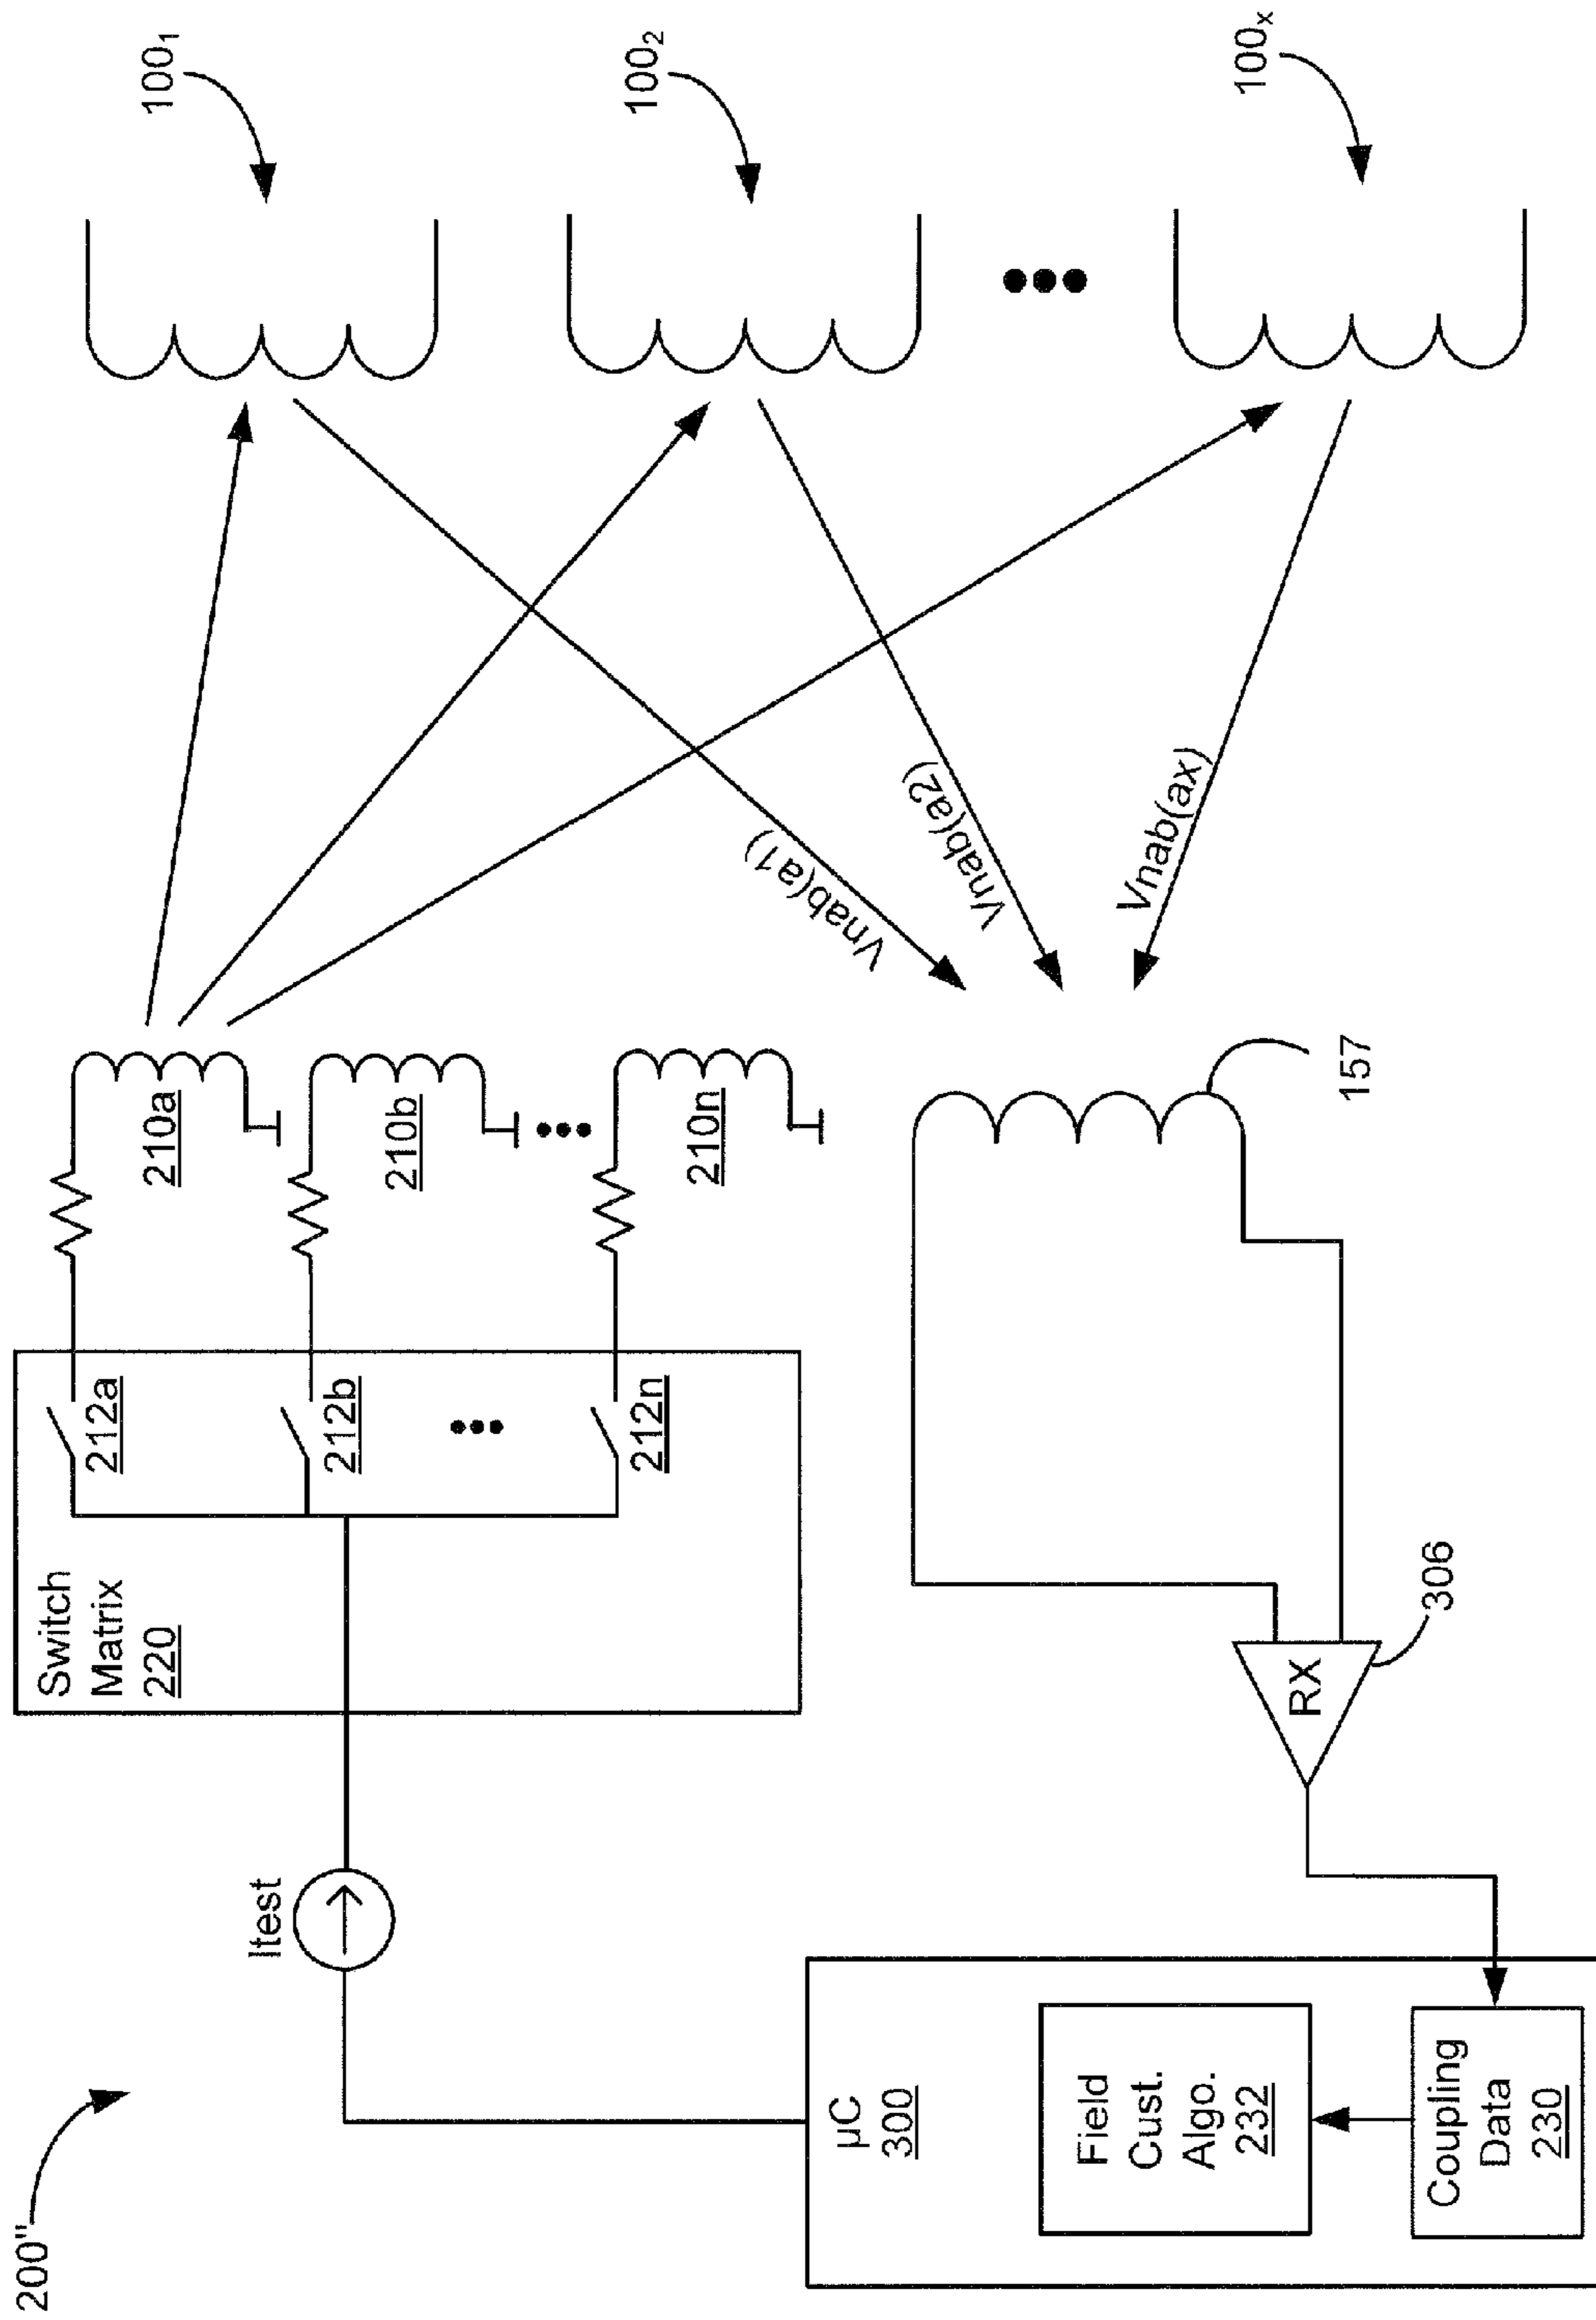 200"
Itest
Switch
Matrix
220
212a
212b
212n
210a
210b
210n
100₁
100₂
100ₓ
Vnab(a1)
Vnab(a2)
Vnab(ax)
157
RX
306
µC
300
Field
Cust.
Algo.
232
Coupling
Data
230